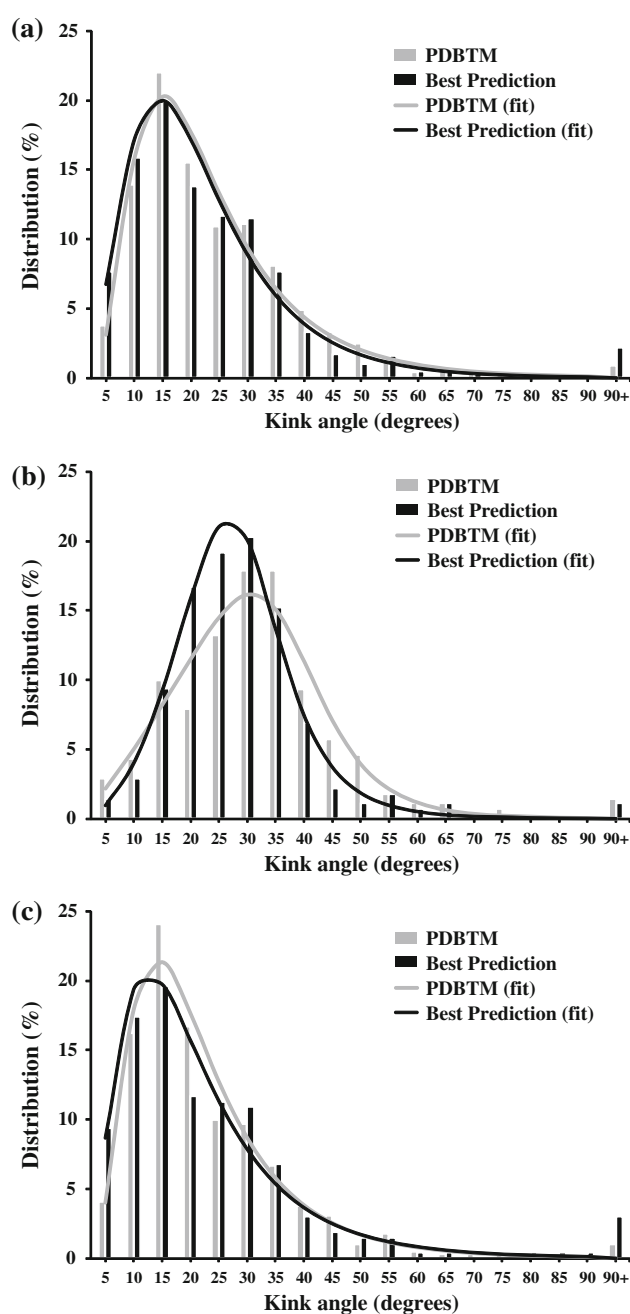 (a)
25
20
15
10
5
0
Distribution (%)
PDBTM
Best Prediction
PDBTM (fit)
Best Prediction (fit)
5 10 15 20 25 30 35 40 45 50 55 60 65 70 75 80 85 90 90+
Kink angle (degrees)
(b)
25
20
15
10
5
0
Distribution (%)
PDBTM
Best Prediction
PDBTM (fit)
Best Prediction (fit)
5 10 15 20 25 30 35 40 45 50 55 60 65 70 75 80 85 90 90+
Kink angle (degrees)
(c)
25
20
15
10
5
0
Distribution (%)
PDBTM
Best Prediction
PDBTM (fit)
Best Prediction (fit)
5 10 15 20 25 30 35 40 45 50 55 60 65 70 75 80 85 90 90+
Kink angle (degrees)